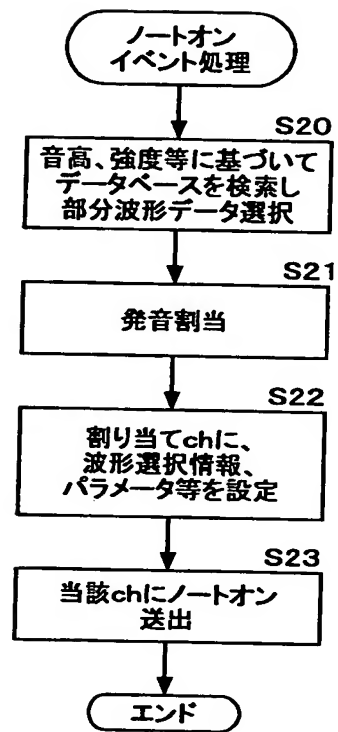 ノートオン
イベント処理
S20
音高、強度等に基づいて
データベースを検索し
部分波形データ選択
S21
発音割当
S22
割り当てchに、
波形選択情報、
パラメータ等を設定
S23
当該chにノートオン
送出
エンド